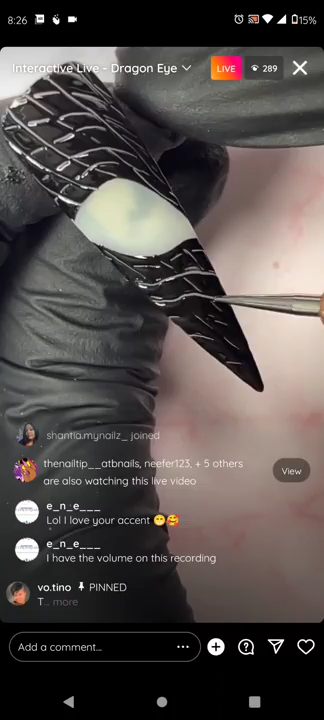 8:26
15%
Interactive Live - Dragon Eye
LIVE
289
shantia.mynailz_ joined
thenailtip__atbnails, neefer123, + 5 others
are also watching this live video
View
e_n_e___
Lol I love your accent 😁🥰
e_n_e___
I have the volume on this recording
vo.tino PINNED
T... more
Add a comment...